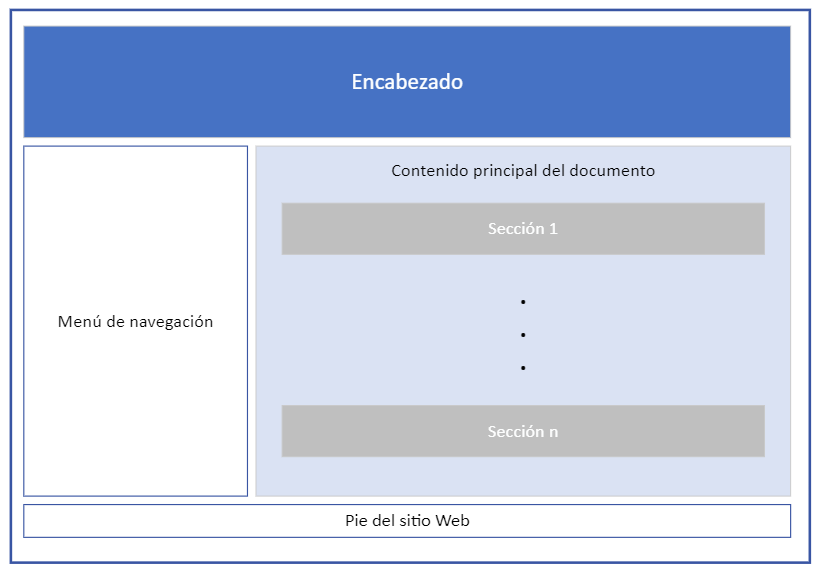 Encabezado
Menú de navegación
Contenido principal del documento
Sección 1
Sección n
Pie del sitio Web